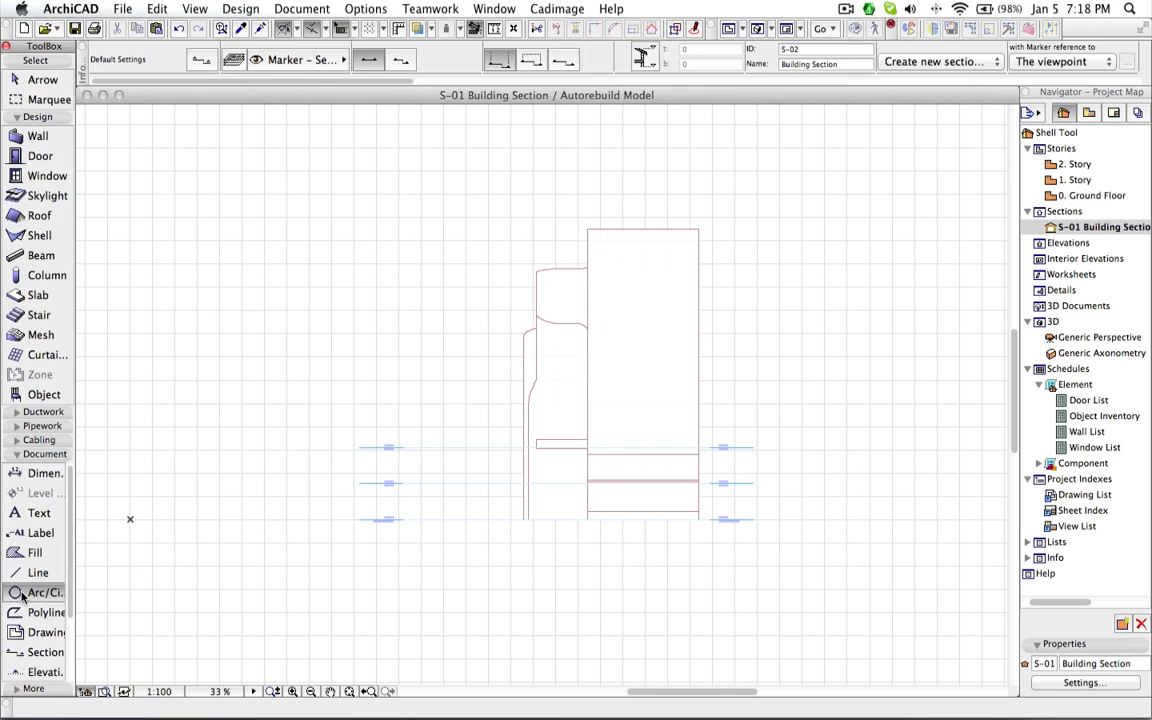 ArchiCAD File Edit View Design Document Options Teamwork Window Cadimage Help (98%) Jan 5 7:18 PM
Go
ToolBox
Select
Arrow
Marquee
Design
Wall
Door
Window
Skylight
Roof
Shell
Beam
Column
Slab
Stair
Mesh
Curtai...
Zone
Object
Ductwork
Pipework
Cabling
Document
Dimen.
Level ...
Text
A1 Label
Fill
Line
Arc/Ci.
Polyline
Drawing
Section
Elevati.
More
Info.
Default Settings
Marker - Se...
t: 0
b: 0
ID: S-02
Name: Building Section
Create new sectio...
with Marker reference to
The viewpoint
...
S-01 Building Section / Autorebuild Model
1:100 33 %
Navigator - Project Map
Shell Tool
Stories
2. Story
1. Story
0. Ground Floor
Sections
S-01 Building Sectio
Elevations
Interior Elevations
Worksheets
Details
3D Documents
3D
Generic Perspective
Generic Axonometry
Schedules
Element
Door List
Object Inventory
Wall List
Window List
Component
Project Indexes
Drawing List
Sheet Index
View List
Lists
Info
Help
Properties
S-01 Building Section
Settings...